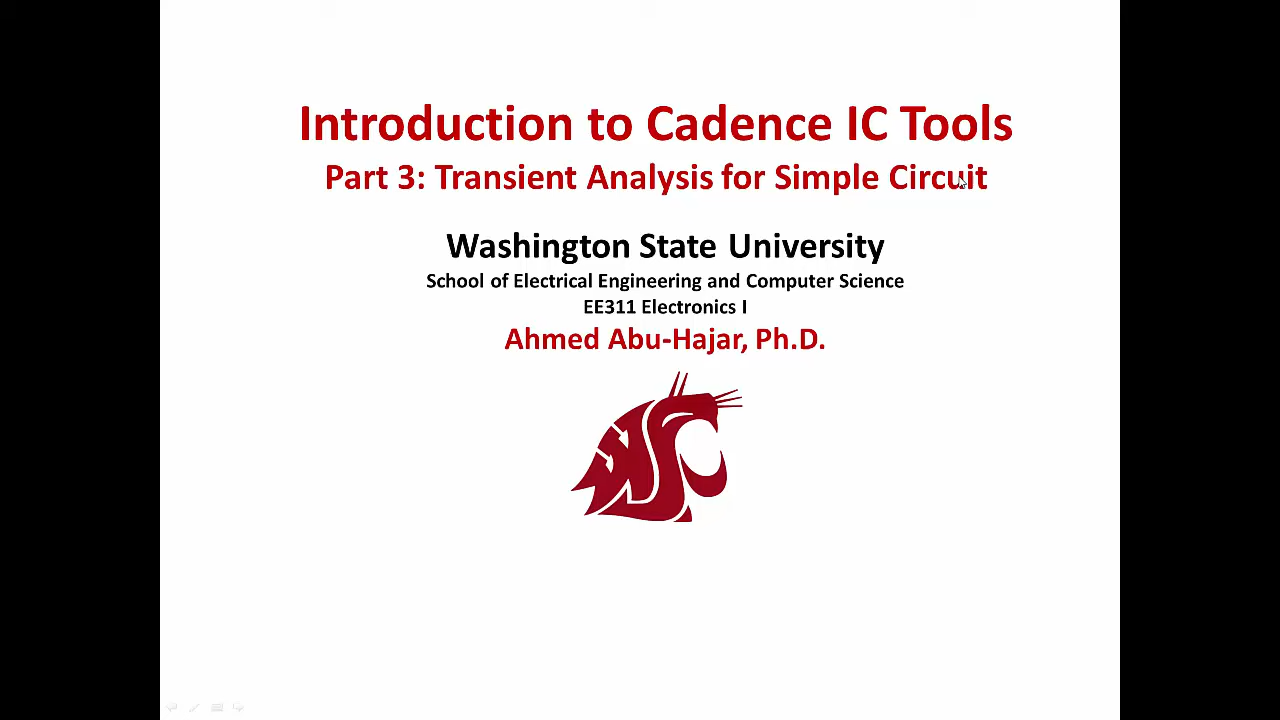 Introduction to Cadence IC Tools
Part 3: Transient Analysis for Simple Circuit
Washington State University
School of Electrical Engineering and Computer Science
EE311 Electronics I
Ahmed Abu-Hajar, Ph.D.
WSC